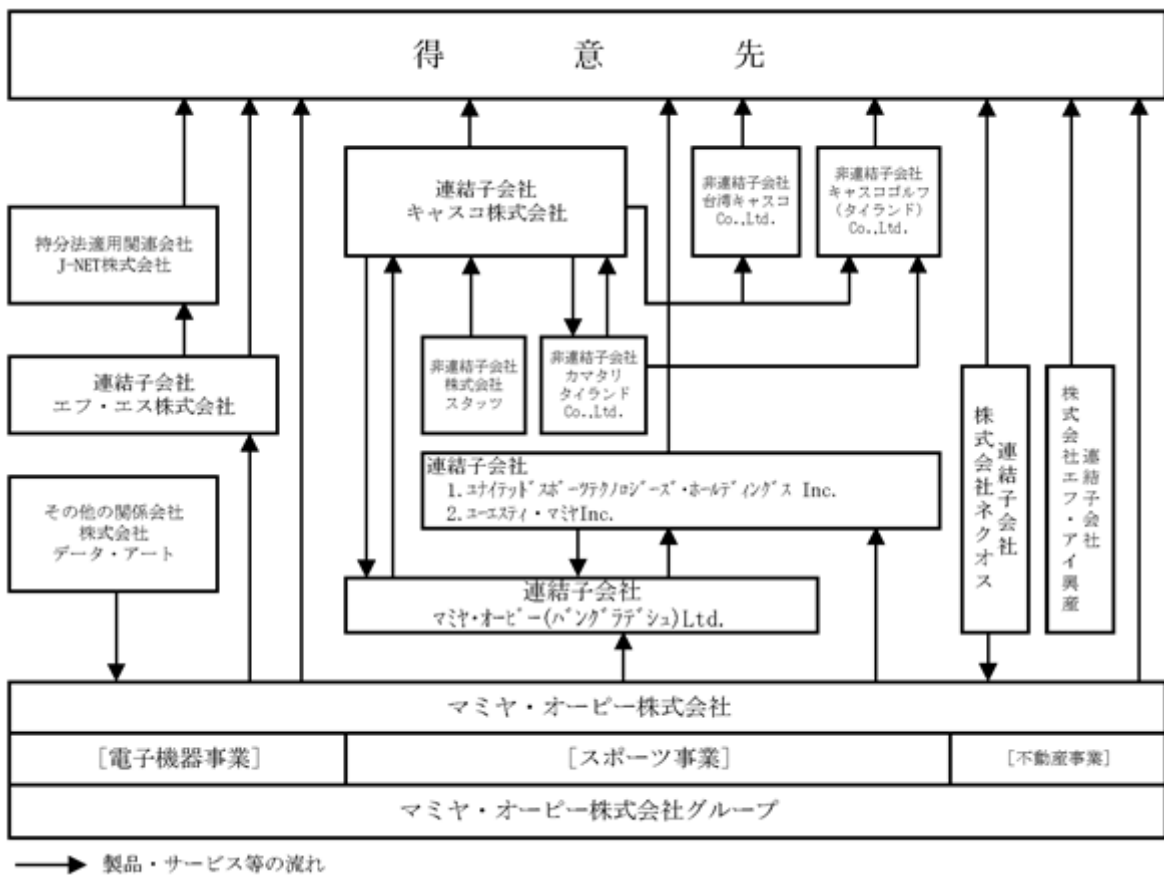 得意先
連結子会社
キャスコ株式会社
非連結子会社
台湾キャスコ
Co.,Ltd.
非連結子会社
キャスコゴルフ
(タイランド)
Co.,Ltd.
持分法適用関連会社
J-NET株式会社
連結子会社
エフ・エス株式会社
非連結子会社
株式会社
スタッツ
非連結子会社
カマタリ
タイランド
Co.,Ltd.
連結子会社
株式会社ネクオス
連結子会社
株式会社エフ・アイ興産
その他の関係会社
株式会社
データ・アート
連結子会社
1.ユナイテッドスポーツテクノロジーズ・ホールディングス Inc.
2.ユーエスティ・マミヤInc.
連結子会社
マミヤ・オーピー(バングラデシュ)Ltd.
マミヤ・オーピー株式会社
[電子機器事業]
[スポーツ事業]
[不動産事業]
マミヤ・オーピー株式会社グループ
製品・サービス等の流れ